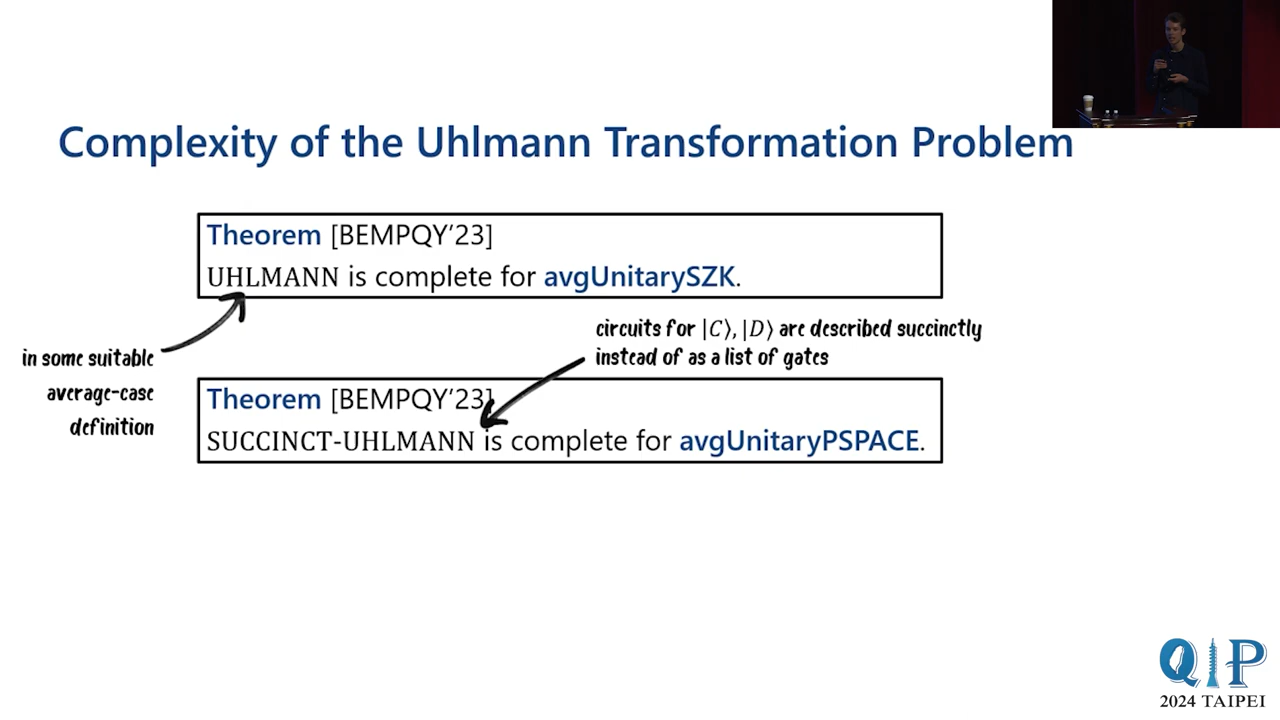 Complexity of the Uhlmann Transformation Problem
Theorem [BEMPQY'23]
UHLMANN is complete for avgUnitarySZK.
in some suitable
average-case
definition
circuits for |C⟩, |D⟩ are described succinctly
instead of as a list of gates
Theorem [BEMPQY'23]
SUCCINCT-UHLMANN is complete for avgUnitaryPSPACE.
QIP
2024 TAIPEI